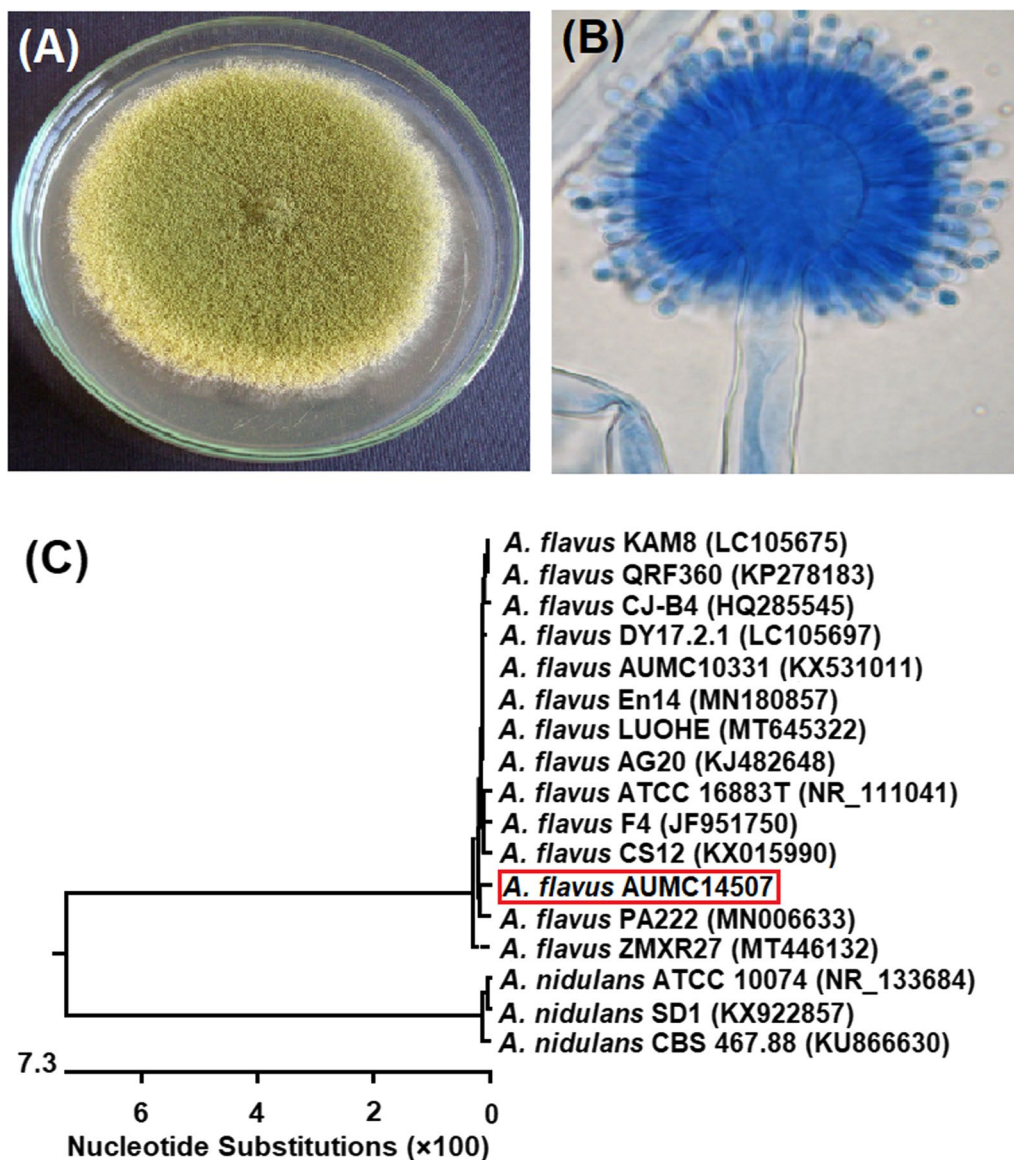 (A)
(B)
(C)
A. flavus KAM8 (LC105675)
A. flavus QRF360 (KP278183)
A. flavus CJ-B4 (HQ285545)
A. flavus DY17.2.1 (LC105697)
A. flavus AUMC10331 (KX531011)
A. flavus En14 (MN180857)
A. flavus LUOHE (MT645322)
A. flavus AG20 (KJ482648)
A. flavus ATCC 16883T (NR_111041)
A. flavus F4 (JF951750)
A. flavus CS12 (KX015990)
A. flavus AUMC14507
A. flavus PA222 (MN006633)
A. flavus ZMXR27 (MT446132)
A. nidulans ATCC 10074 (NR_133684)
A. nidulans SD1 (KX922857)
A. nidulans CBS 467.88 (KU866630)
7.3
6 4 2 0
Nucleotide Substitutions (×100)